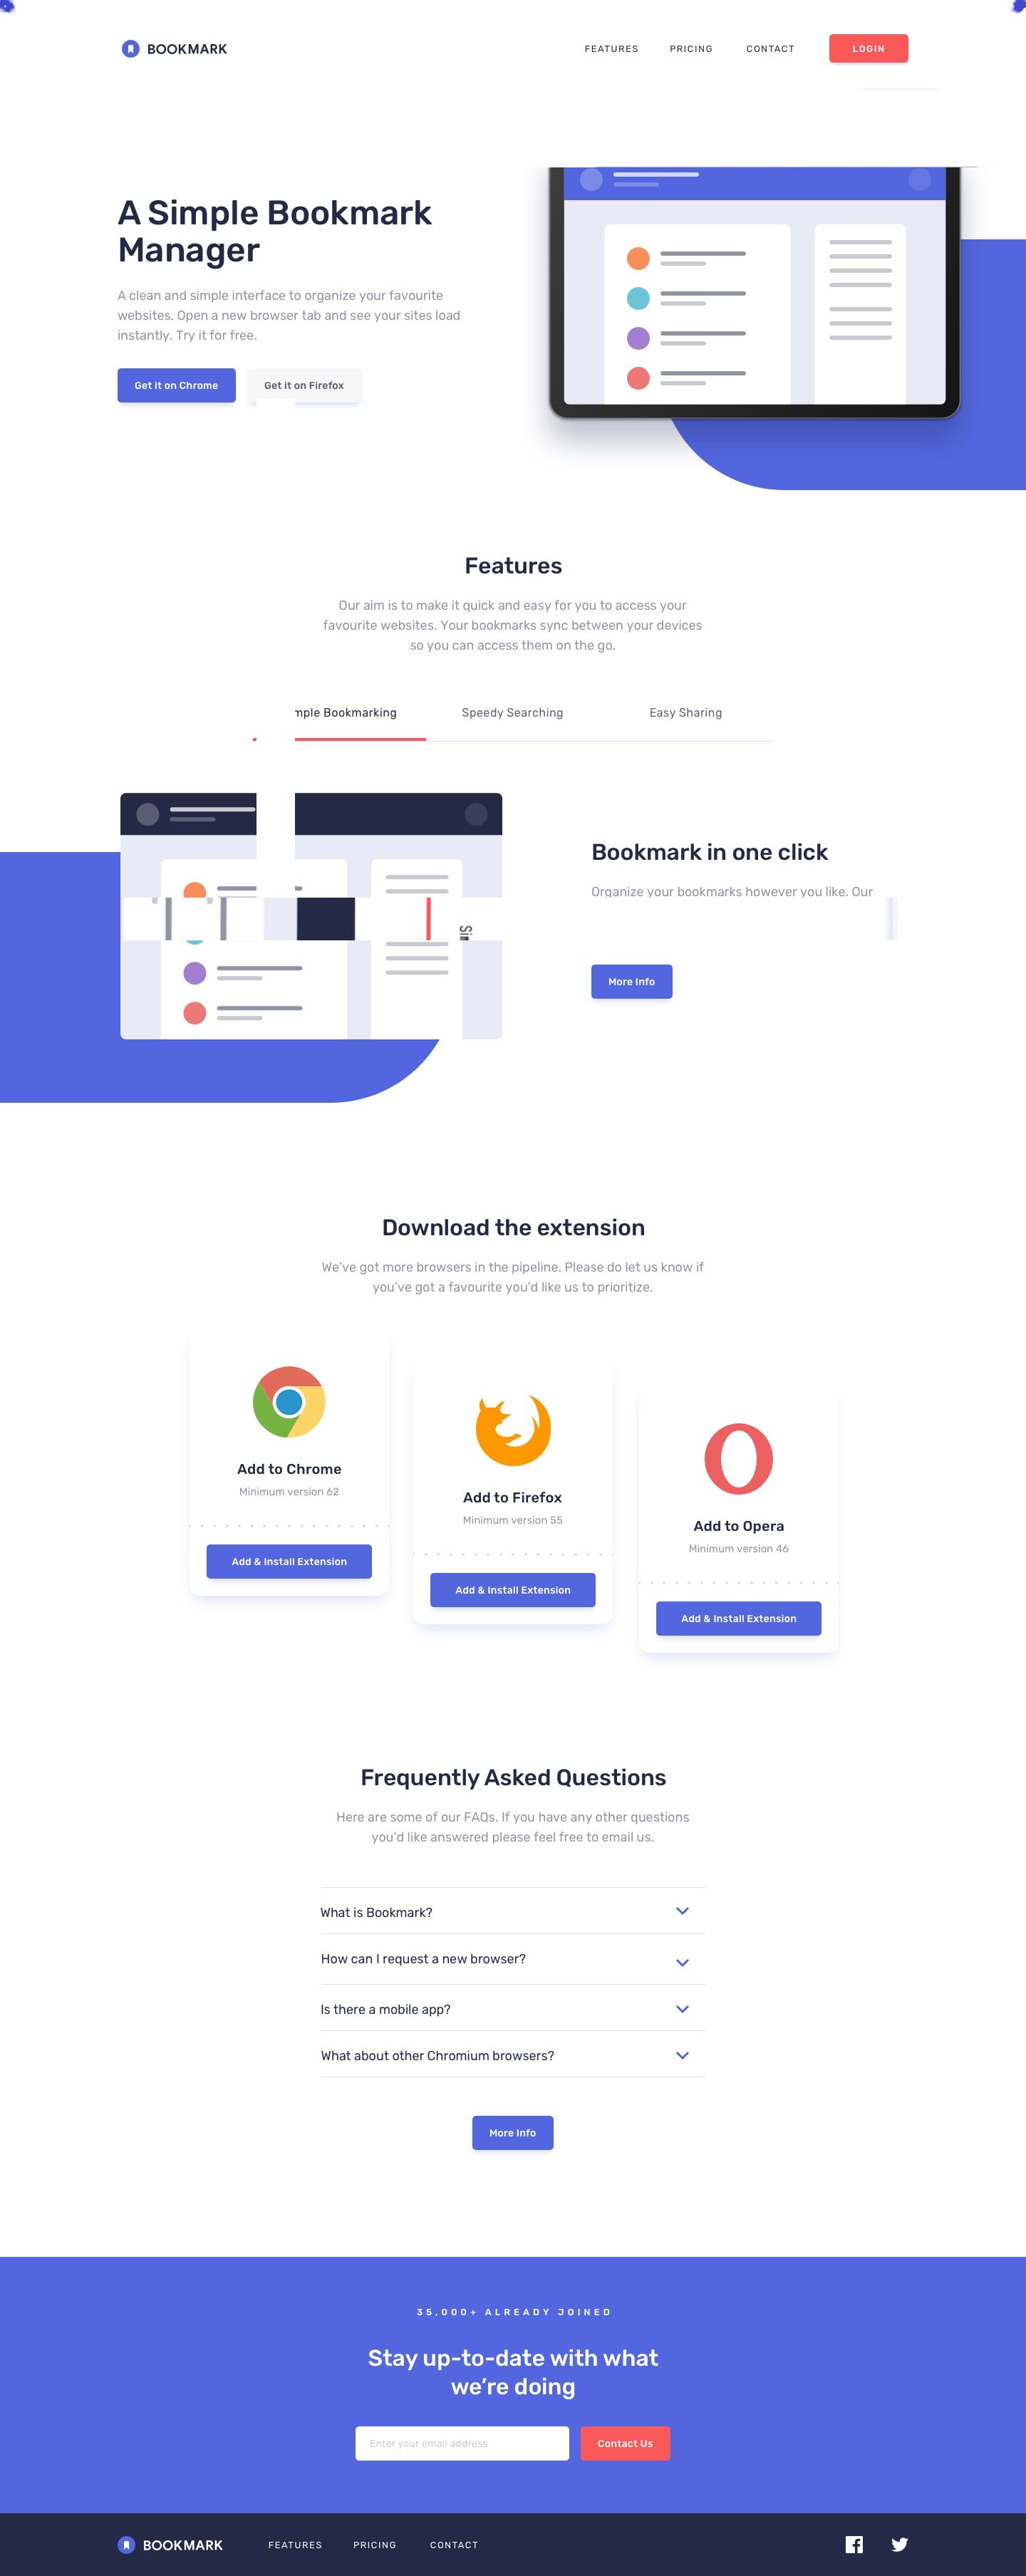 BOOKMARK
FEATURES
PRICING
CONTACT
LOGIN
A Simple Bookmark
Manager
A clean and simple interface to organize your favourite
websites. Open a new browser tab and see your sites load
instantly. Try it for free.
Get it on Chrome
Get it on Firefox
Features
Our aim is to make it quick and easy for you to access your
favourite websites. Your bookmarks sync between your devices
so you can access them on the go.
mple Bookmarking
Speedy Searching
Easy Sharing
Bookmark in one click
Organize your bookmarks however you like. Our
Si
More Info
Download the extension
We’ve got more browsers in the pipeline. Please do let us know if
you’ve got a favourite you’d like us to prioritize.
Add to Chrome
Minimum version 62
Add & Install Extension
Add to Firefox
Minimum version 55
Add & Install Extension
Add to Opera
Minimum version 46
Add & Install Extension
Frequently Asked Questions
Here are some of our FAQs. If you have any other questions
you’d like answered please feel free to email us.
What is Bookmark?
How can I request a new browser?
Is there a mobile app?
What about other Chromium browsers?
More Info
35,000+ ALREADY JOINED
Stay up-to-date with what
we’re doing
Enter your email address
Contact Us
BOOKMARK
FEATURES
PRICING
CONTACT